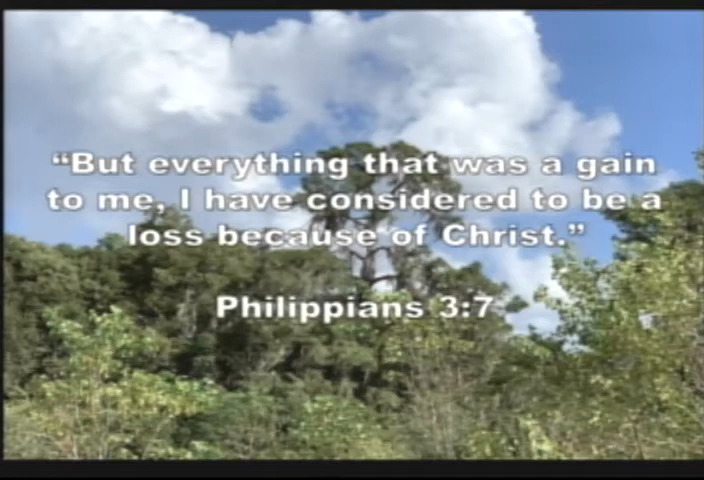 “But everything that was a gain
to me, I have considered to be a
loss because of Christ.”
Philippians 3:7